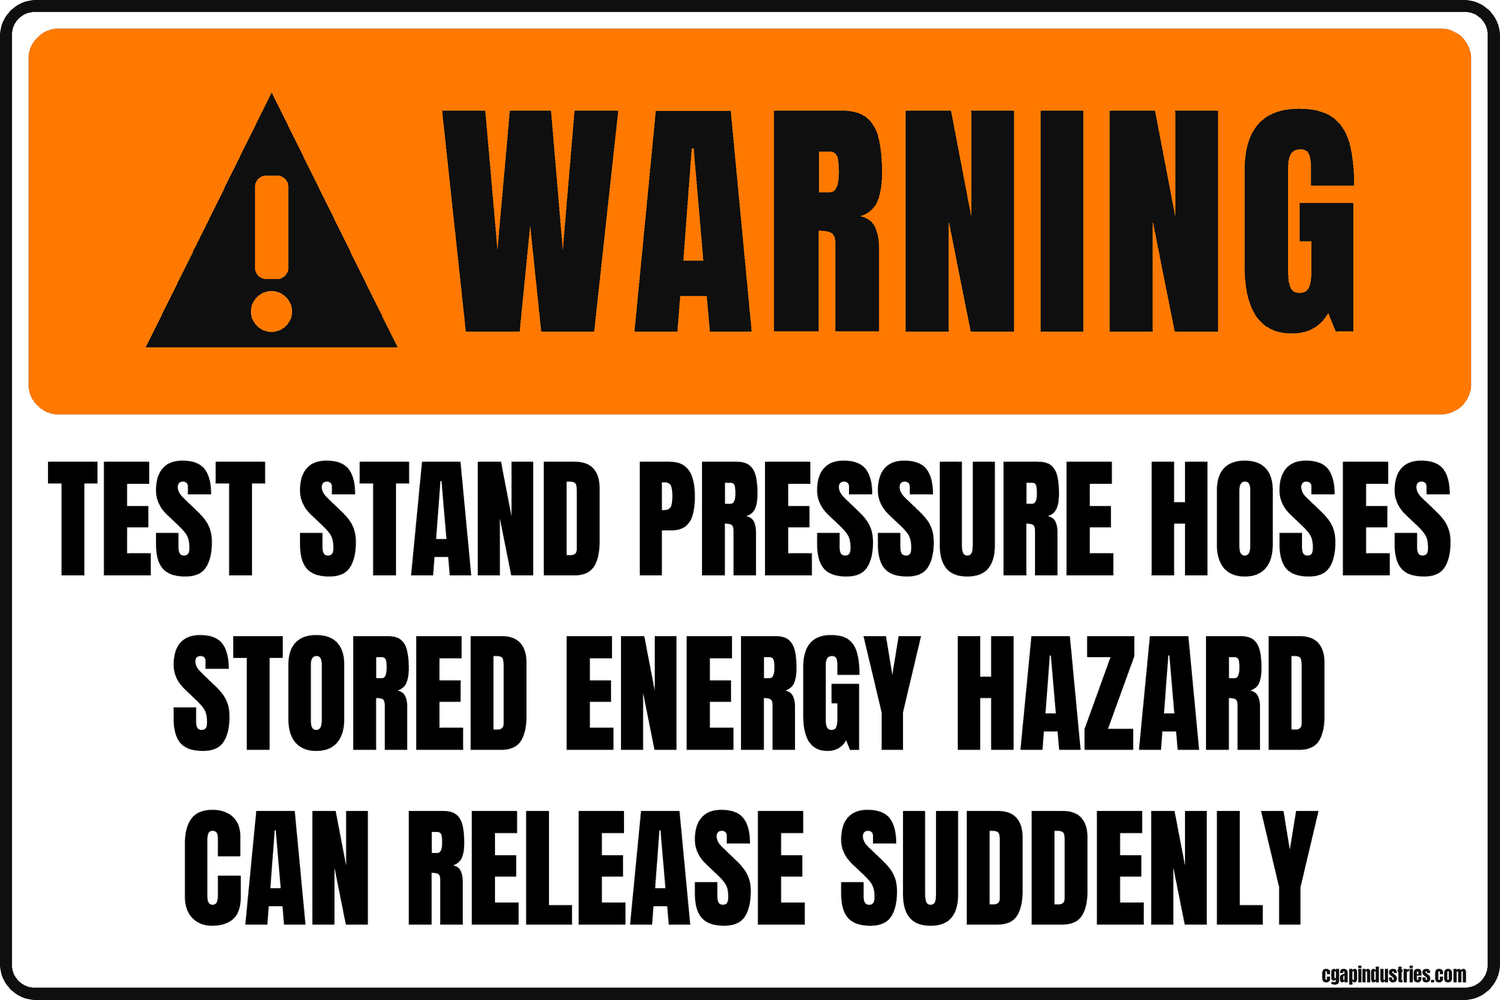 WARNING
TEST STAND PRESSURE HOSES
STORED ENERGY HAZARD
CAN RELEASE SUDDENLY
cgapindustries.com